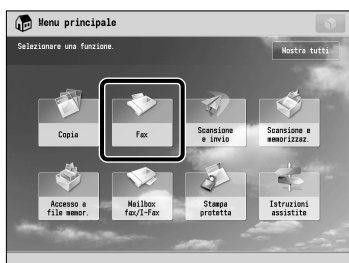 Menu principale
Selezionare una funzione.
Mostra tutti
Copia
Fax
Scansione
e invio
Scansione e
memorizzaz.
Accesso a
file memor.
Mailbox
fax/I-Fax
Stampa
protetta
Istruzioni
assistite